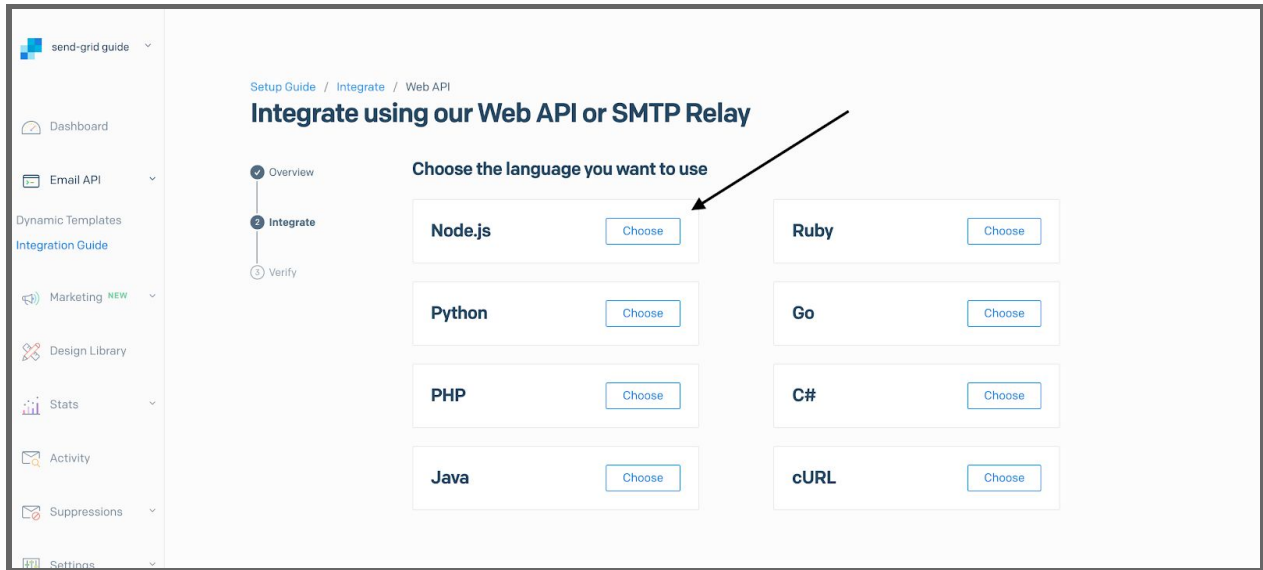 send-grid guide
Dashboard
Email API
Dynamic Templates
Integration Guide
Marketing NEW
Design Library
Stats
Activity
Suppressions
Settings
Setup Guide / Integrate / Web API
Integrate using our Web API or SMTP Relay
Overview
2 Integrate
3 Verify
Choose the language you want to use
Node.js Choose
Ruby Choose
Python Choose
Go Choose
PHP Choose
C# Choose
Java Choose
cURL Choose